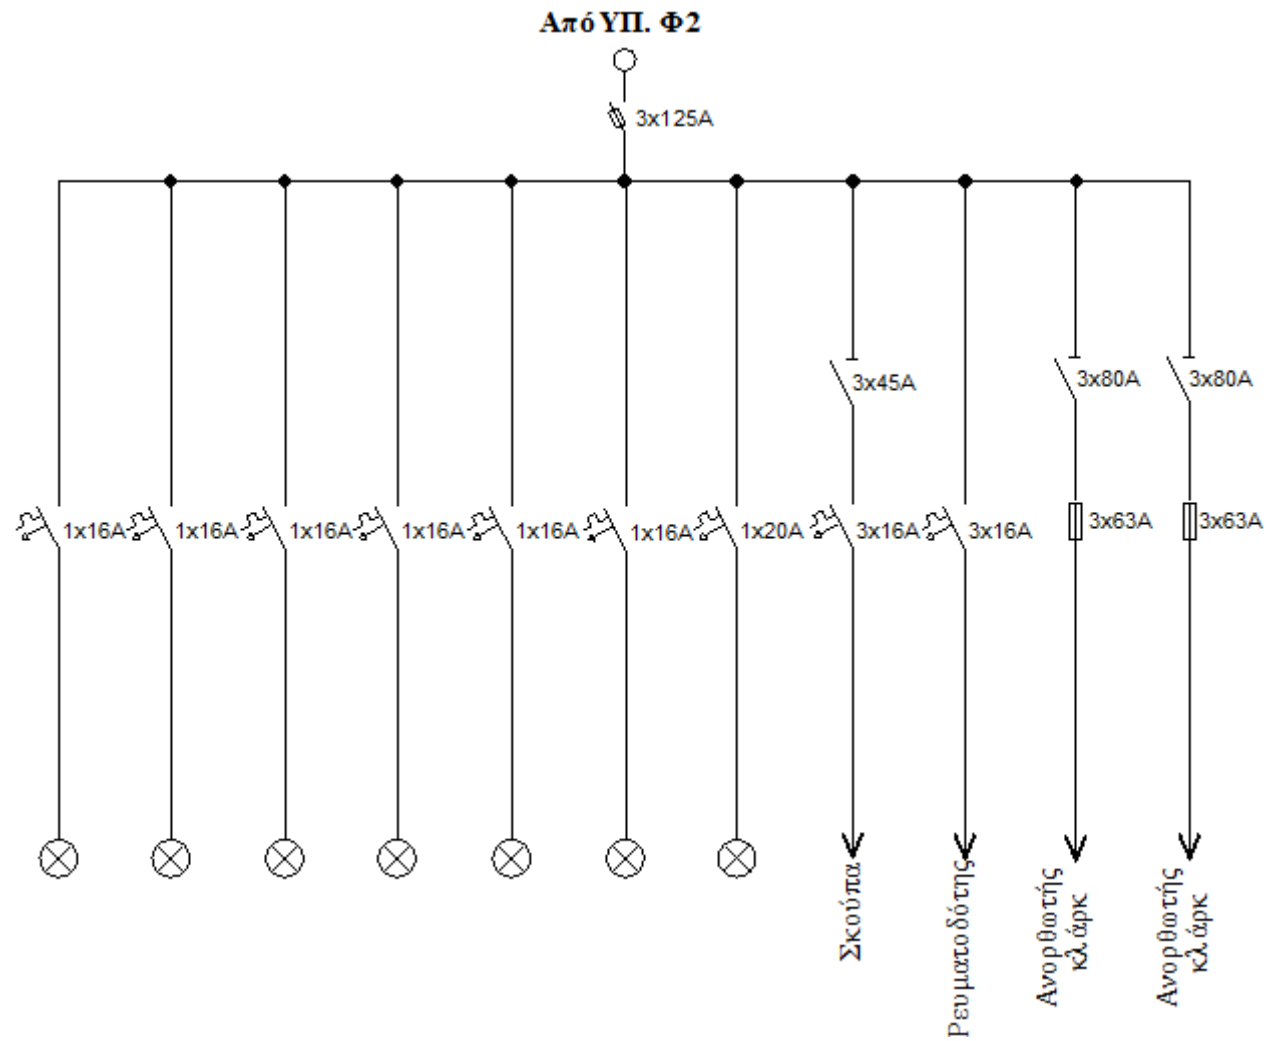 Από ΥΠ. Φ2
3x125A
3x45A
3x80A
3x80A
1x16A
1x16A
1x16A
1x16A
1x16A
1x16A
1x20A
3x16A
3x16A
3x63A
3x63A
Σκούπα
Ρευματοδότης
Ανορθωτής
κλάρκ
Ανορθωτής
κλάρκ